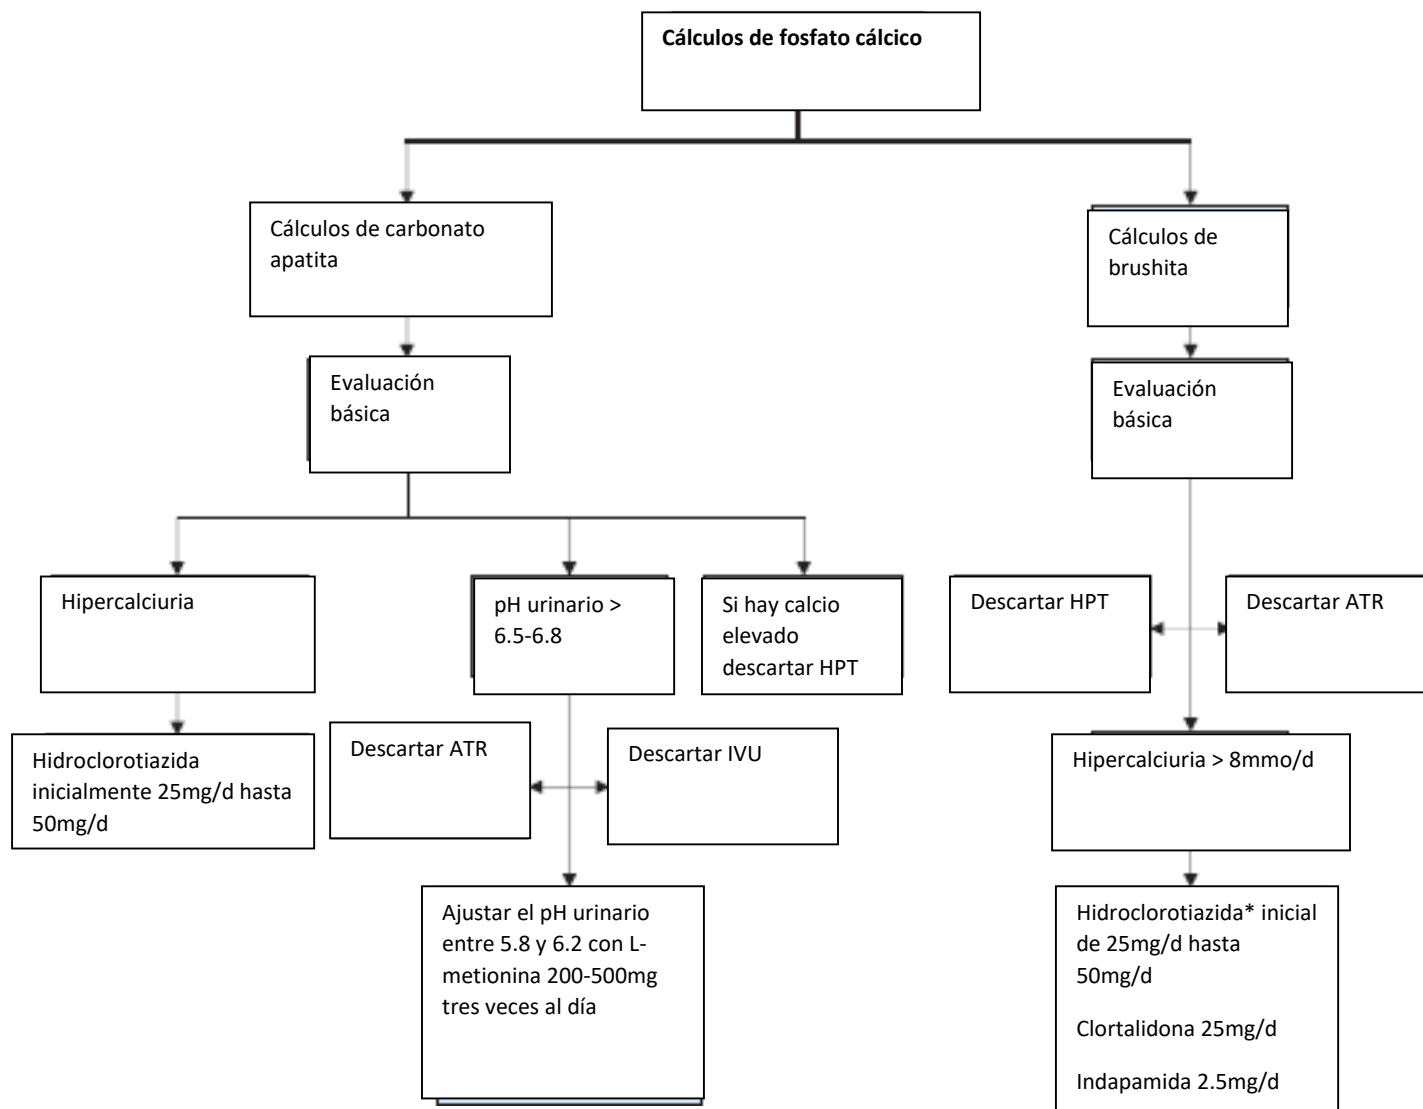 Cálculos de fosfato cálcico
Cálculos de carbonato
apatita
Cálculos de
brushita
Evaluación
básica
Evaluación
básica
Hipercalciuria
pH urinario >
6.5-6.8
Si hay calcio
elevado
descartar HPT
Descartar HPT
Descartar ATR
Hidroclorotiazida
inicialmente 25mg/d hasta
50mg/d
Descartar ATR
Descartar IVU
Hipercalciuria > 8mmo/d
Ajustar el pH urinario
entre 5.8 y 6.2 con L-
metionina 200-500mg
tres veces al día
Hidroclorotiazida* inicial
de 25mg/d hasta
50mg/d
Clortalidona 25mg/d
Indapamida 2.5mg/d